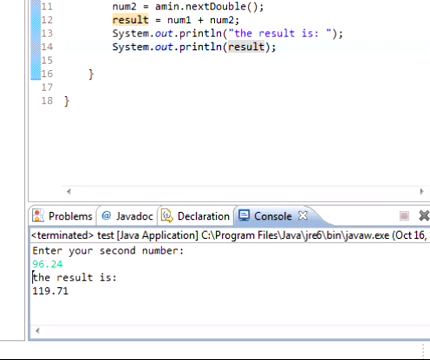 11 num2 = amin.nextDouble();
12 result = num1 + num2;
13 System.out.println("the result is: ");
14 System.out.println(result);
15
16 }
17
18 }
Problems @ Javadoc Declaration Console
<terminated> test [Java Application] C:\Program Files\Java\jre6\bin\javaw.exe (Oct 16,
Enter your second number:
96.24
the result is:
119.71